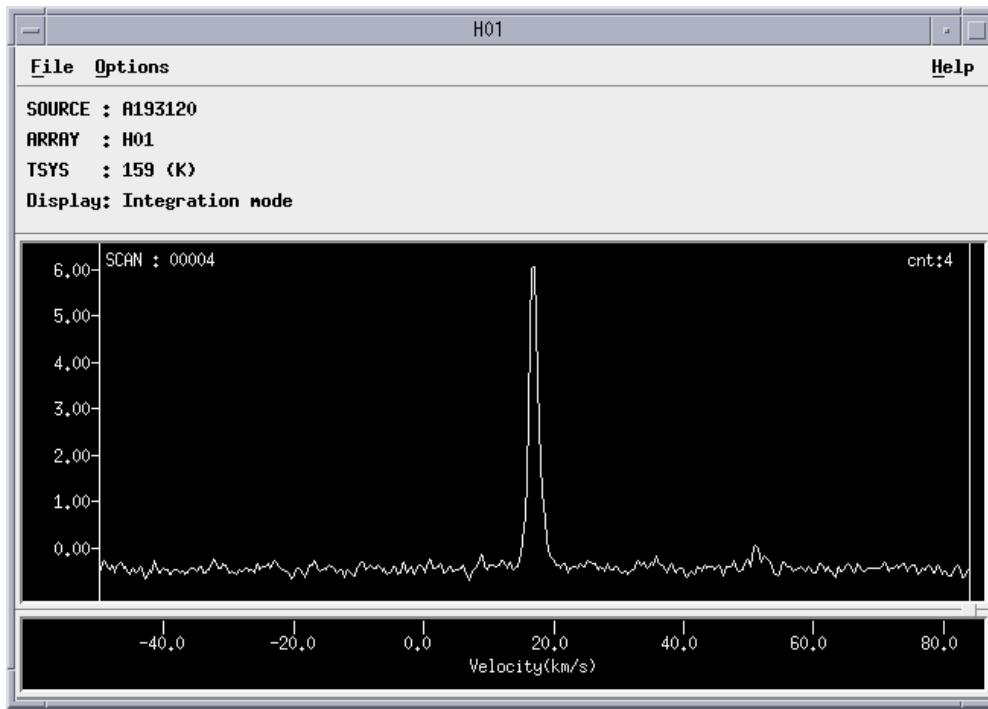 H01
File Options Help
SOURCE : A193120
ARRAY : H01
TSYS : 159 (K)
Display: Integration mode
SCAN : 00004 cnt:4
6.00
5.00
4.00
3.00
2.00
1.00
0.00
-40.0 -20.0 0.0 20.0 40.0 60.0 80.0
Velocity(km/s)